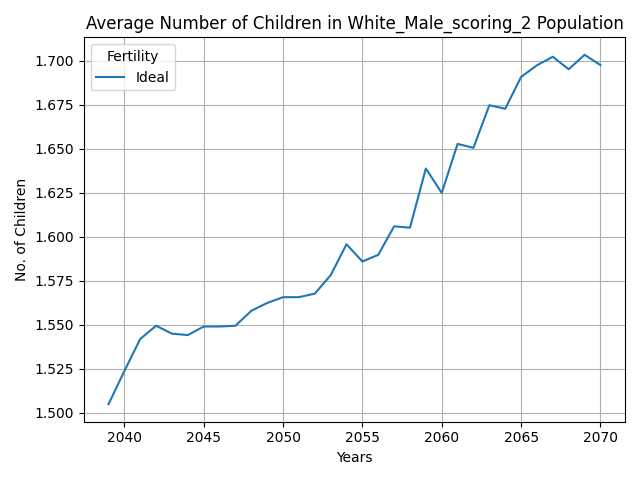 Average Number of Children in White_Male_scoring_2 Population
Fertility
Ideal
No. of Children
1.700
1.675
1.650
1.625
1.600
1.575
1.550
1.525
1.500
2040 2045 2050 2055 2060 2065 2070
Years